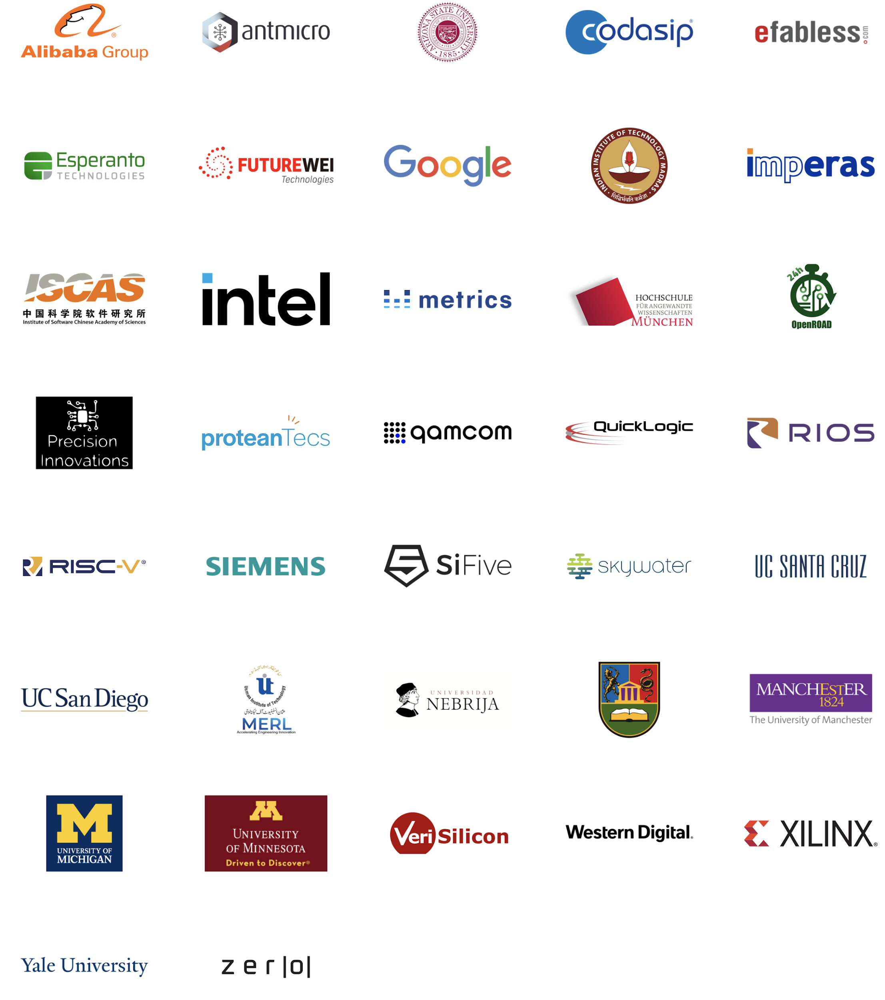 Alibaba Group
®
antmicro
ARIZONA STATE UNIVERSITY
GREAT SEAL OF THE STATE OF ARIZONA
1912
1885
codasip®
efabless.com
Esperanto
TECHNOLOGIES
FUTUREWEI
Technologies
Google
INDIAN INSTITUTE OF TECHNOLOGY MADRAS
सिद्धिर्भवति कर्मजा
imperas
ISCAS
中国科学院软件研究所
Institute of Software Chinese Academy of Sciences
intel
metrics
HOCHSCHULE
FÜR ANGEWANDTE
WISSENSCHAFTEN
MÜNCHEN
24h
OpenROAD
Precision
Innovations
proteanTecs
qamcom
QuickLogic
RIOS
RISC-V®
SIEMENS
SiFive
skywater
UC SANTA CRUZ
UC San Diego
uit
Usman Institute of Technology
عثمان انسٹیٹیوٹ آف ٹیکنالوجی
MERL
Accelerating Engineering Innovation
UNIVERSIDAD
NEBRIJA
MANCHESTER
1824
The University of Manchester
M
UNIVERSITY OF
MICHIGAN
M
UNIVERSITY
OF MINNESOTA
Driven to Discover®
VeriSilicon
Western Digital®
XILINX®
Yale University
zer|o|